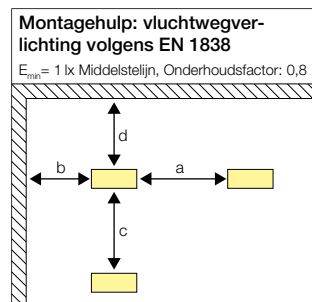 Montagehulp: vluchtwegver-
lichting volgens EN 1838
Emin= 1 lx Middelstelijn, Onderhoudsfactor: 0,8
d
b
a
c